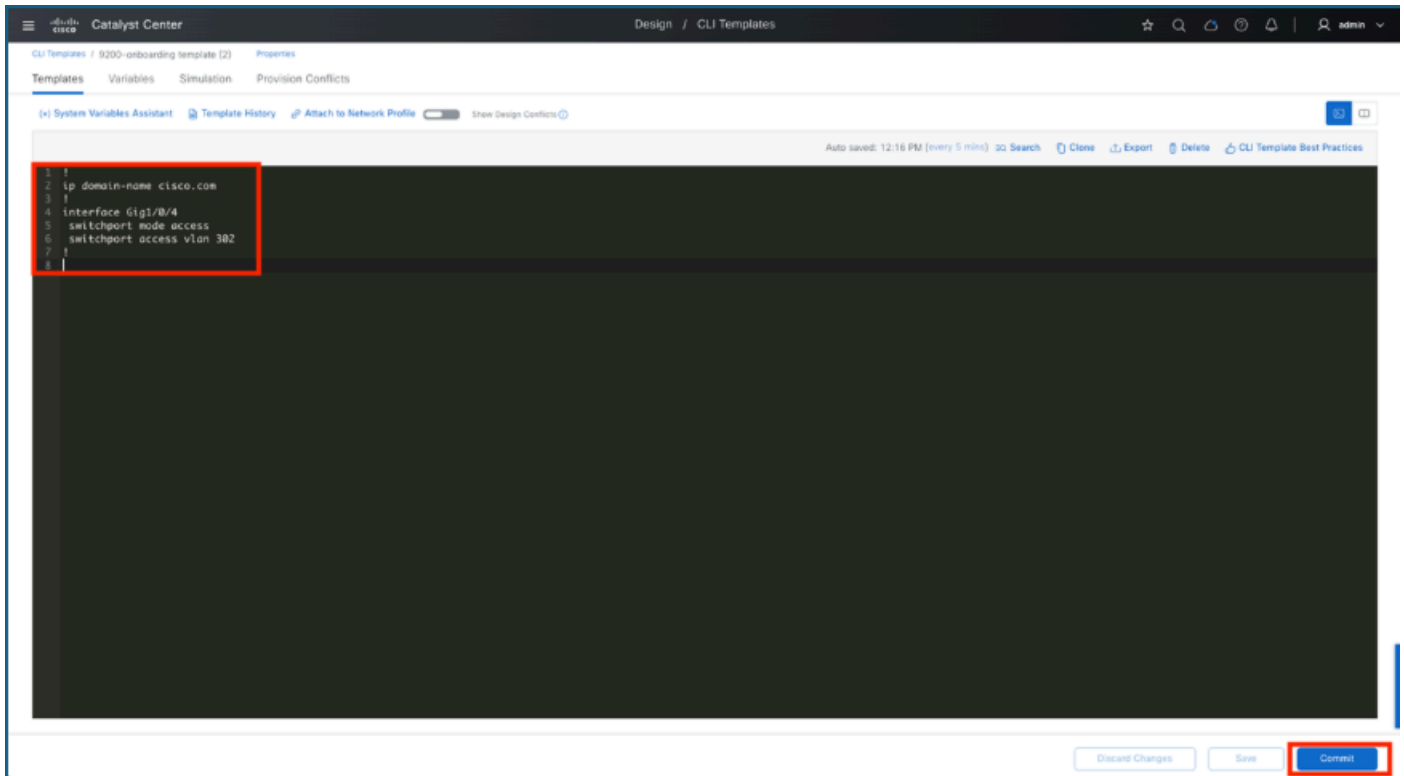 cisco Catalyst Center
Design / CLI Templates
admin
CLI Templates / 9200-onboarding template (2) Properties
Templates Variables Simulation Provision Conflicts
{x} System Variables Assistant Template History Attach to Network Profile Show Design Conflicts
Auto saved: 12:16 PM (every 5 mins) Search Clone Export Delete CLI Template Best Practices
1 !
2 ip domain-name cisco.com
3 !
4 interface Gig1/0/4
5 switchport mode access
6 switchport access vlan 302
7 !
8
Discard Changes Save Commit